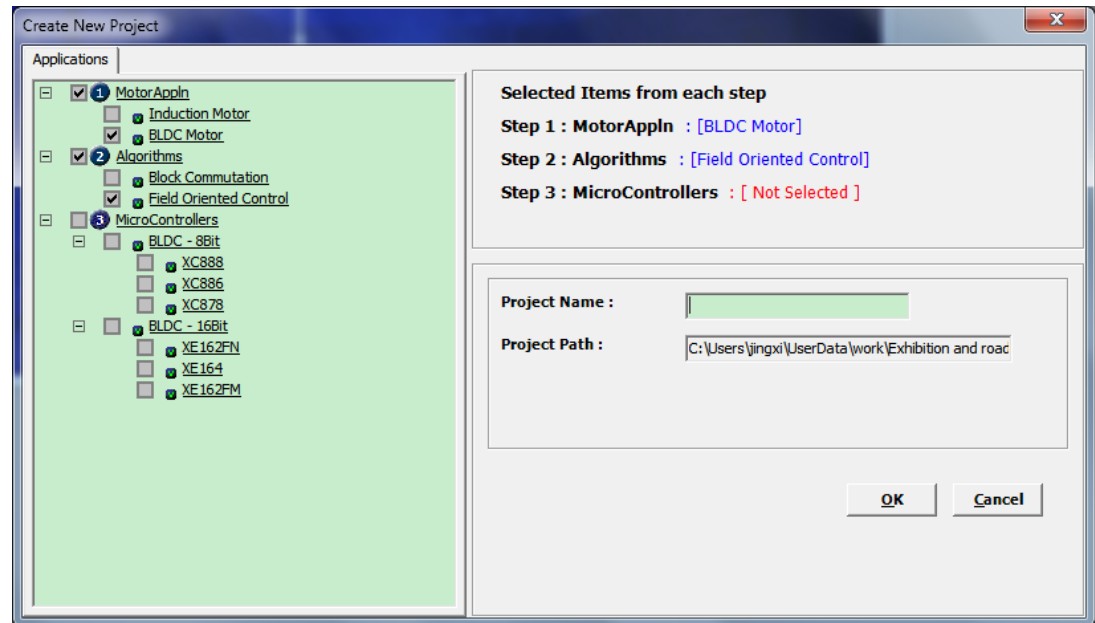 Create New Project
Applications
1 MotorAppln
Induction Motor
BLDC Motor
2 Algorithms
Block Commutation
Field Oriented Control
3 MicroControllers
BLDC - 8Bit
XC888
XC886
XC878
BLDC - 16Bit
XE162FN
XE164
XE162FM
Selected Items from each step
Step 1 : MotorAppln : [BLDC Motor]
Step 2 : Algorithms : [Field Oriented Control]
Step 3 : MicroControllers : [ Not Selected ]
Project Name :
Project Path : C:\Users\jingxi\UserData\work\Exhibition and road
OK Cancel